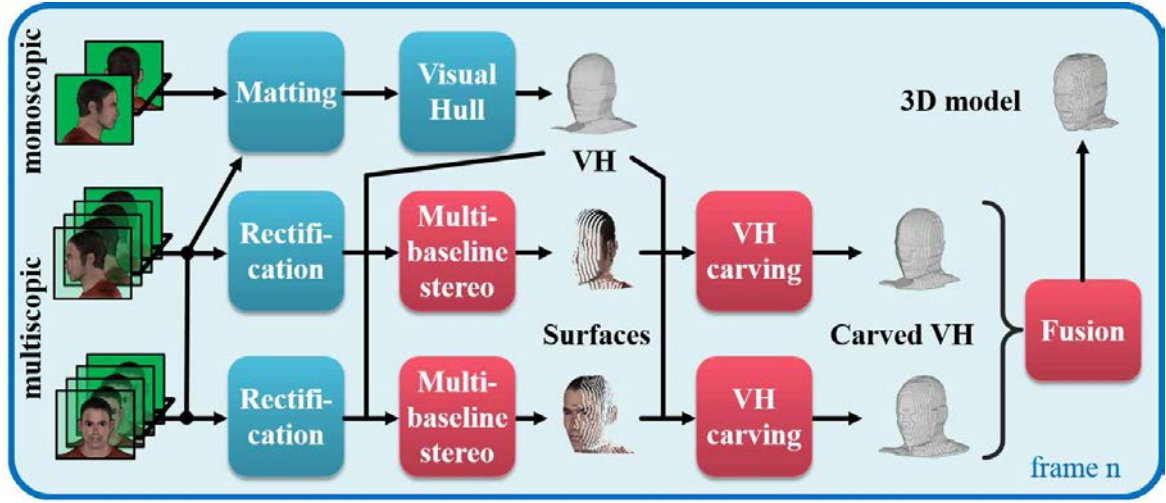 monoscopic
Matting
Visual
Hull
VH
3D model
multiscopic
Rectifi-
cation
Multi-
baseline
stereo
VH
carving
Surfaces
Carved VH
Fusion
Rectifi-
cation
Multi-
baseline
stereo
VH
carving
frame n